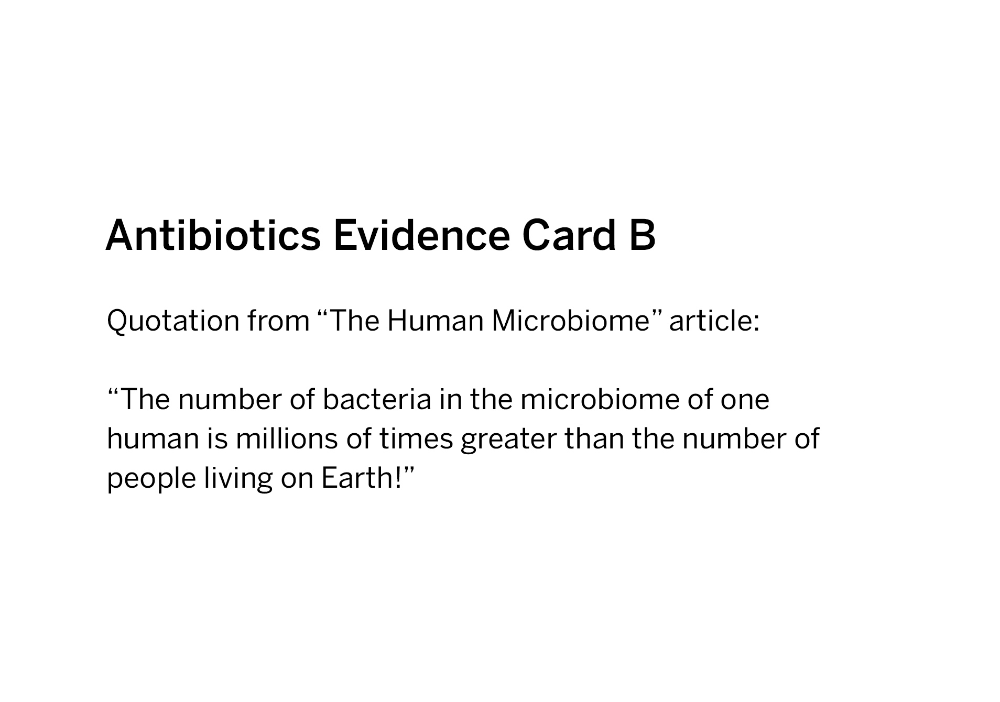 Antibiotics Evidence Card B
Quotation from “The Human Microbiome” article:
“The number of bacteria in the microbiome of one
human is millions of times greater than the number of
people living on Earth!”